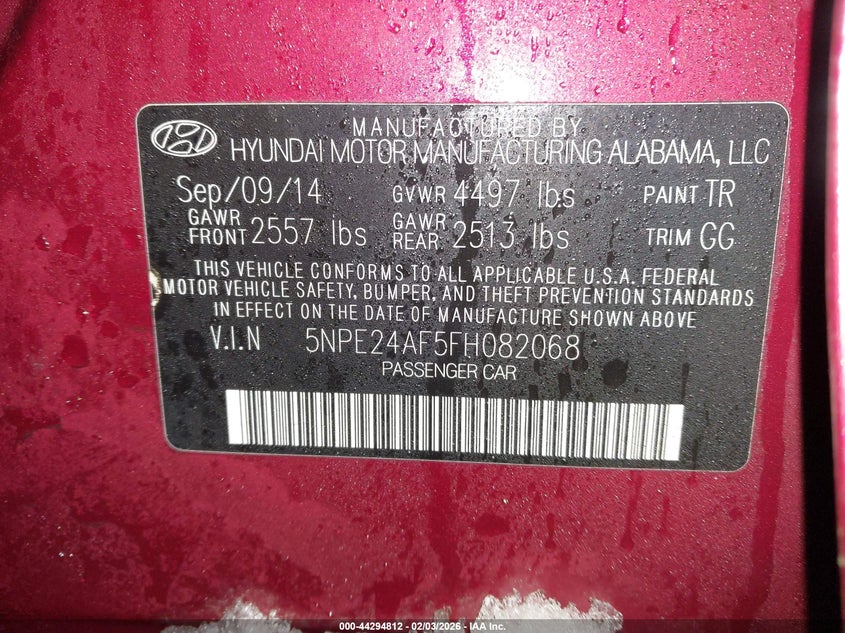 MANUFACTURED BY
HYUNDAI MOTOR MANUFACTURING ALABAMA, LLC
Sep/09/14 GVWR 4497 lbs PAINT TR
GAWR FRONT 2557 lbs GAWR REAR 2513 lbs TRIM GG
THIS VEHICLE CONFORMS TO ALL APPLICABLE U.S.A. FEDERAL
MOTOR VEHICLE SAFETY, BUMPER, AND THEFT PREVENTION STANDARDS
IN EFFECT ON THE DATE OF MANUFACTURE SHOWN ABOVE
V.I.N 5NPE24AF5FH082068
PASSENGER CAR
000-44294812 - 02/03/2026 - IAA Inc.